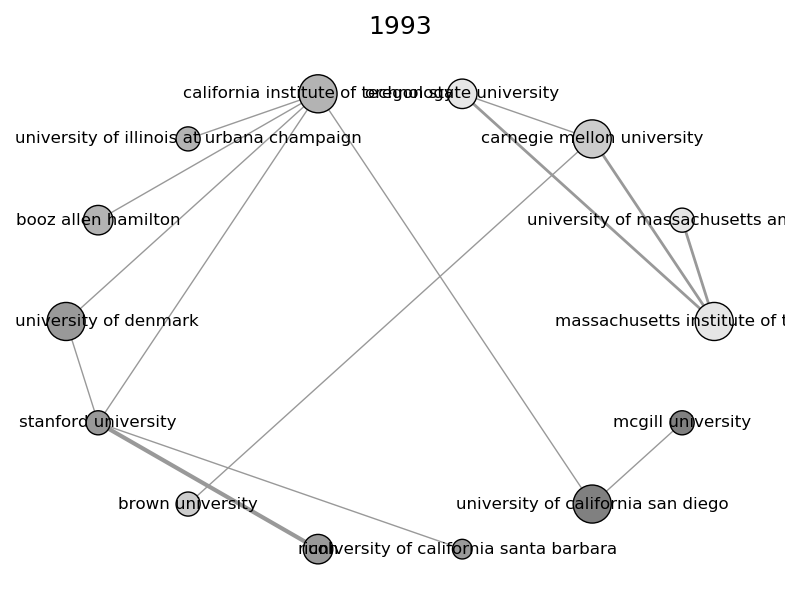 1993
california institute of technology
oregon state university
university of illinois at urbana champaign
carnegie mellon university
booz allen hamilton
university of massachusetts am
university of denmark
massachusetts institute of t
stanford university
mcgill university
brown university
university of california san diego
ricoh
university of california santa barbara